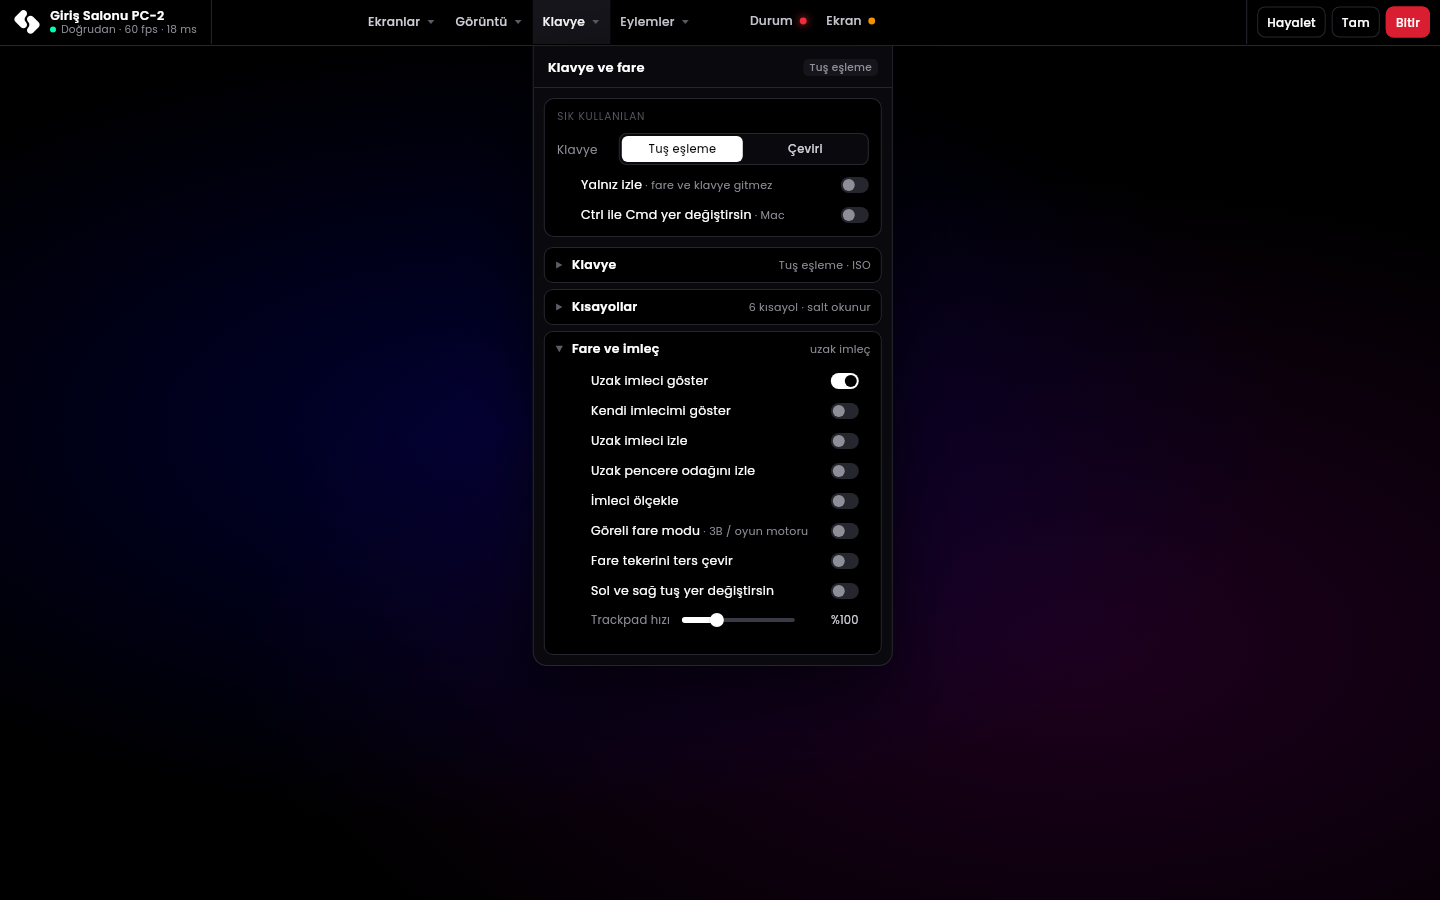 Giriş Salonu PC-2
Doğrudan · 60 fps · 18 ms
Ekranlar
Görüntü
Klavye
Eylemler
Durum
Ekran
Hayalet
Tam
Bitir
Klavye ve fare
Tuş eşleme
SIK KULLANILAN
Klavye
Tuş eşleme
Çeviri
Yalnız izle · fare ve klavye gitmez
Ctrl ile Cmd yer değiştirsin · Mac
Klavye
Tuş eşleme · ISO
Kısayollar
6 kısayol · salt okunur
Fare ve imleç
uzak imleç
Uzak imleci göster
Kendi imlecimi göster
Uzak imleci izle
Uzak pencere odağını izle
İmleci ölçekle
Göreli fare modu · 3B / oyun motoru
Fare tekerini ters çevir
Sol ve sağ tuş yer değiştirsin
Trackpad hızı
%100